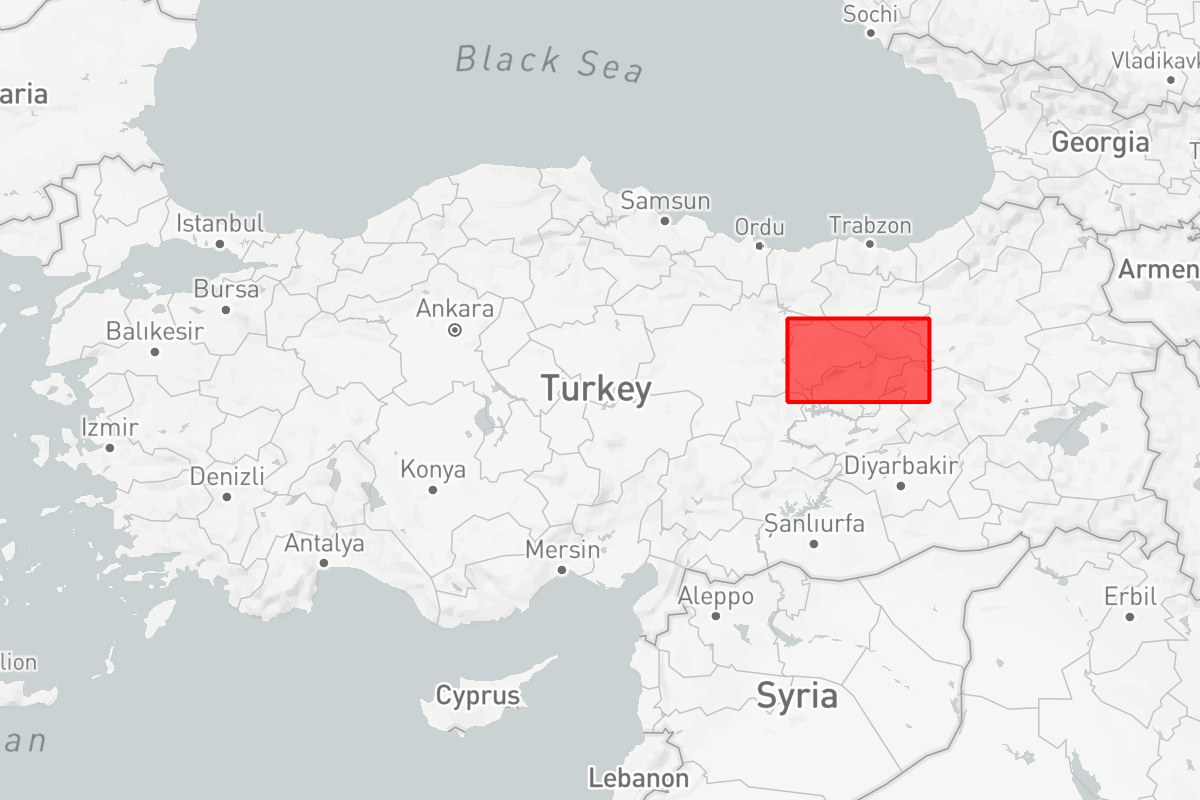 Sochi
Black Sea
Vladikavk
aria
Georgia
T
Samsun
Istanbul
Ordu
Trabzon
Armen
Bursa
Ankara
Balıkesir
Turkey
Izmir
Denizli
Konya
Diyarbakir
Şanlıurfa
Antalya
Mersin
Aleppo
Erbil
lion
Cyprus
Syria
an
Lebanon